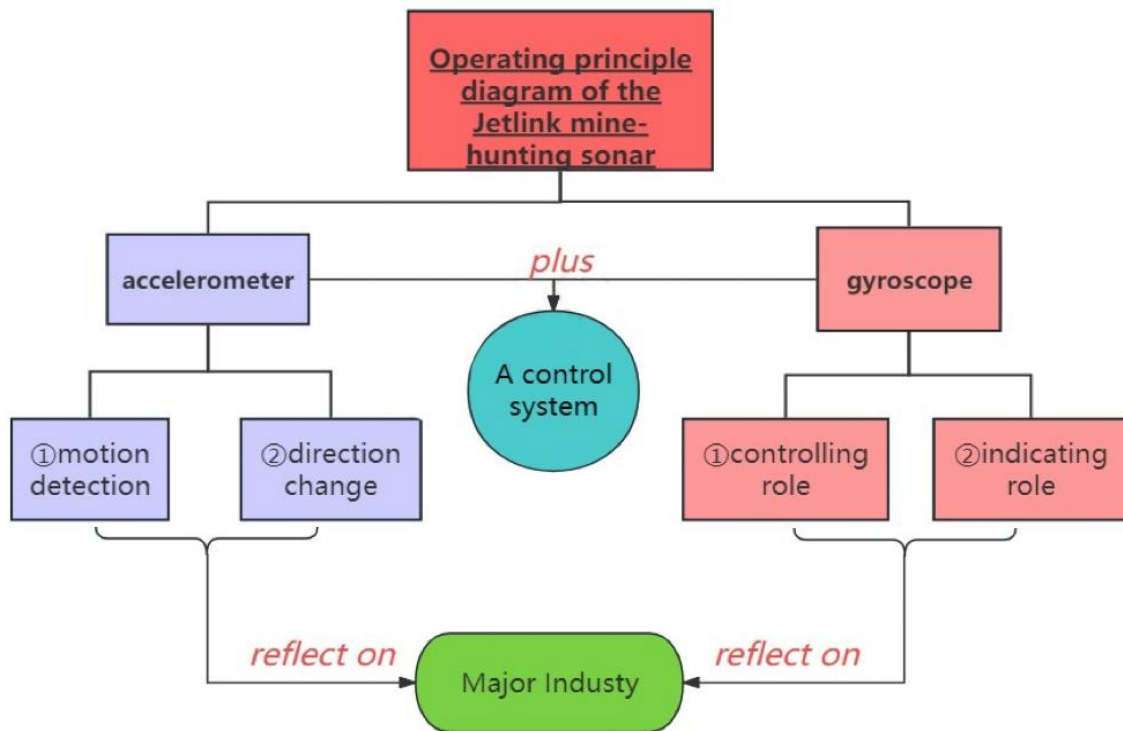 Operating principle
diagram of the
Jetlink mine-
hunting sonar
accelerometer
plus
gyroscope
A control
system
①motion
detection
②direction
change
①controlling
role
②indicating
role
reflect on
reflect on
Major Industy